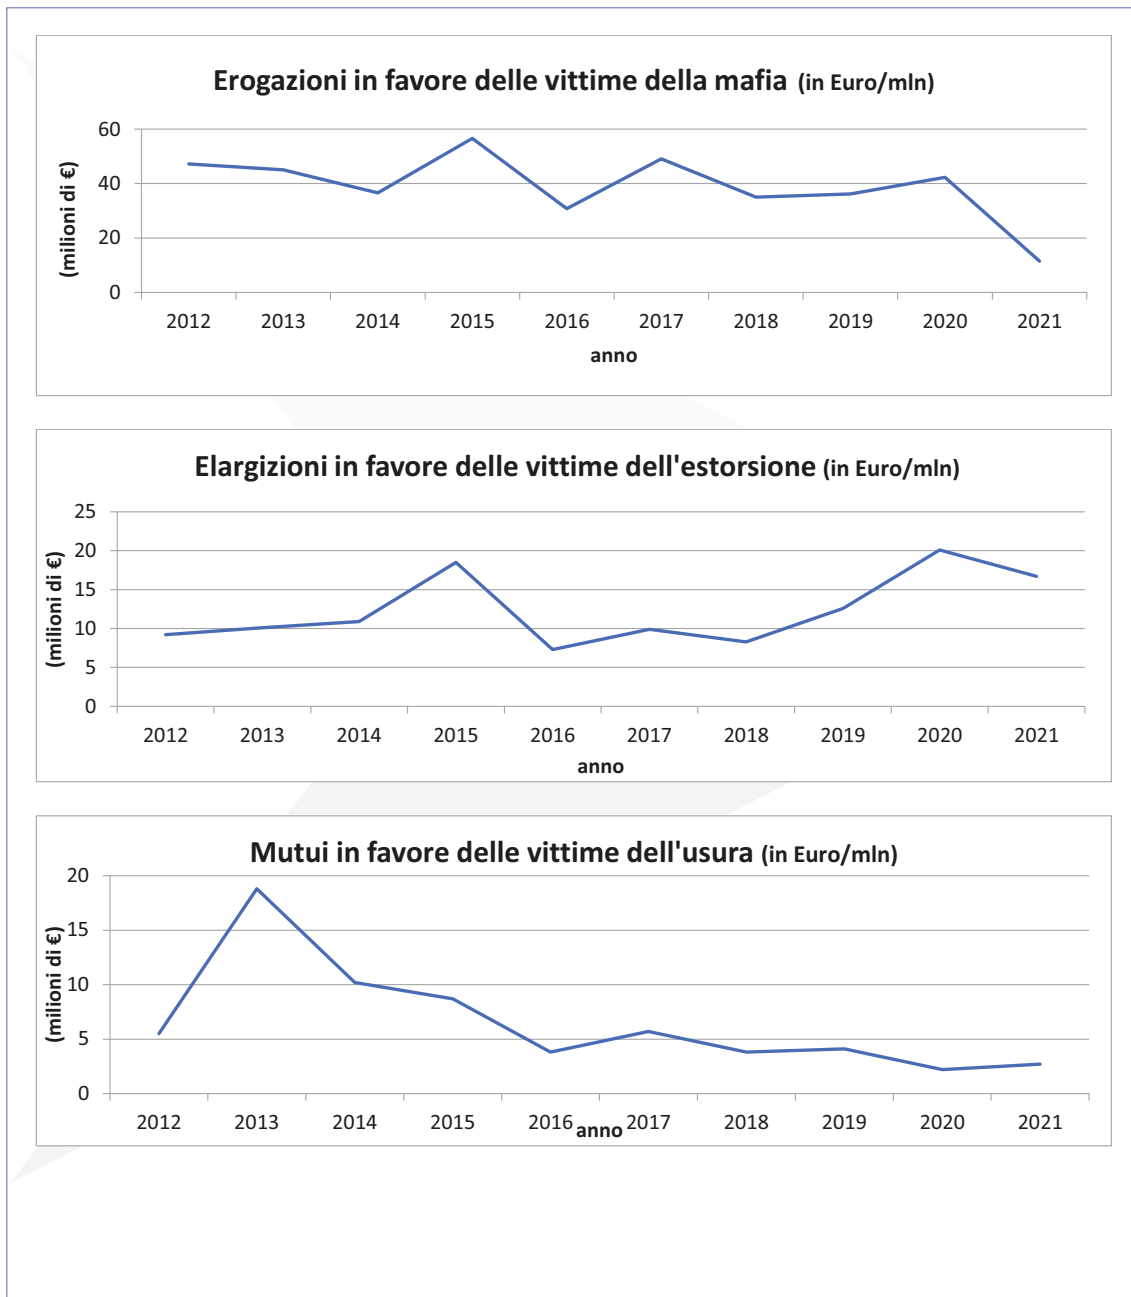 Erogazioni in favore delle vittime della mafia (in Euro/mln)
(milioni di €)
60
40
20
0
2012 2013 2014 2015 2016 2017 2018 2019 2020 2021
anno
Elargizioni in favore delle vittime dell'estorsione (in Euro/mln)
(milioni di €)
25
20
15
10
5
0
2012 2013 2014 2015 2016 2017 2018 2019 2020 2021
anno
Mutui in favore delle vittime dell'usura (in Euro/mln)
(milioni di €)
20
15
10
5
0
2012 2013 2014 2015 2016 2017 2018 2019 2020 2021
anno